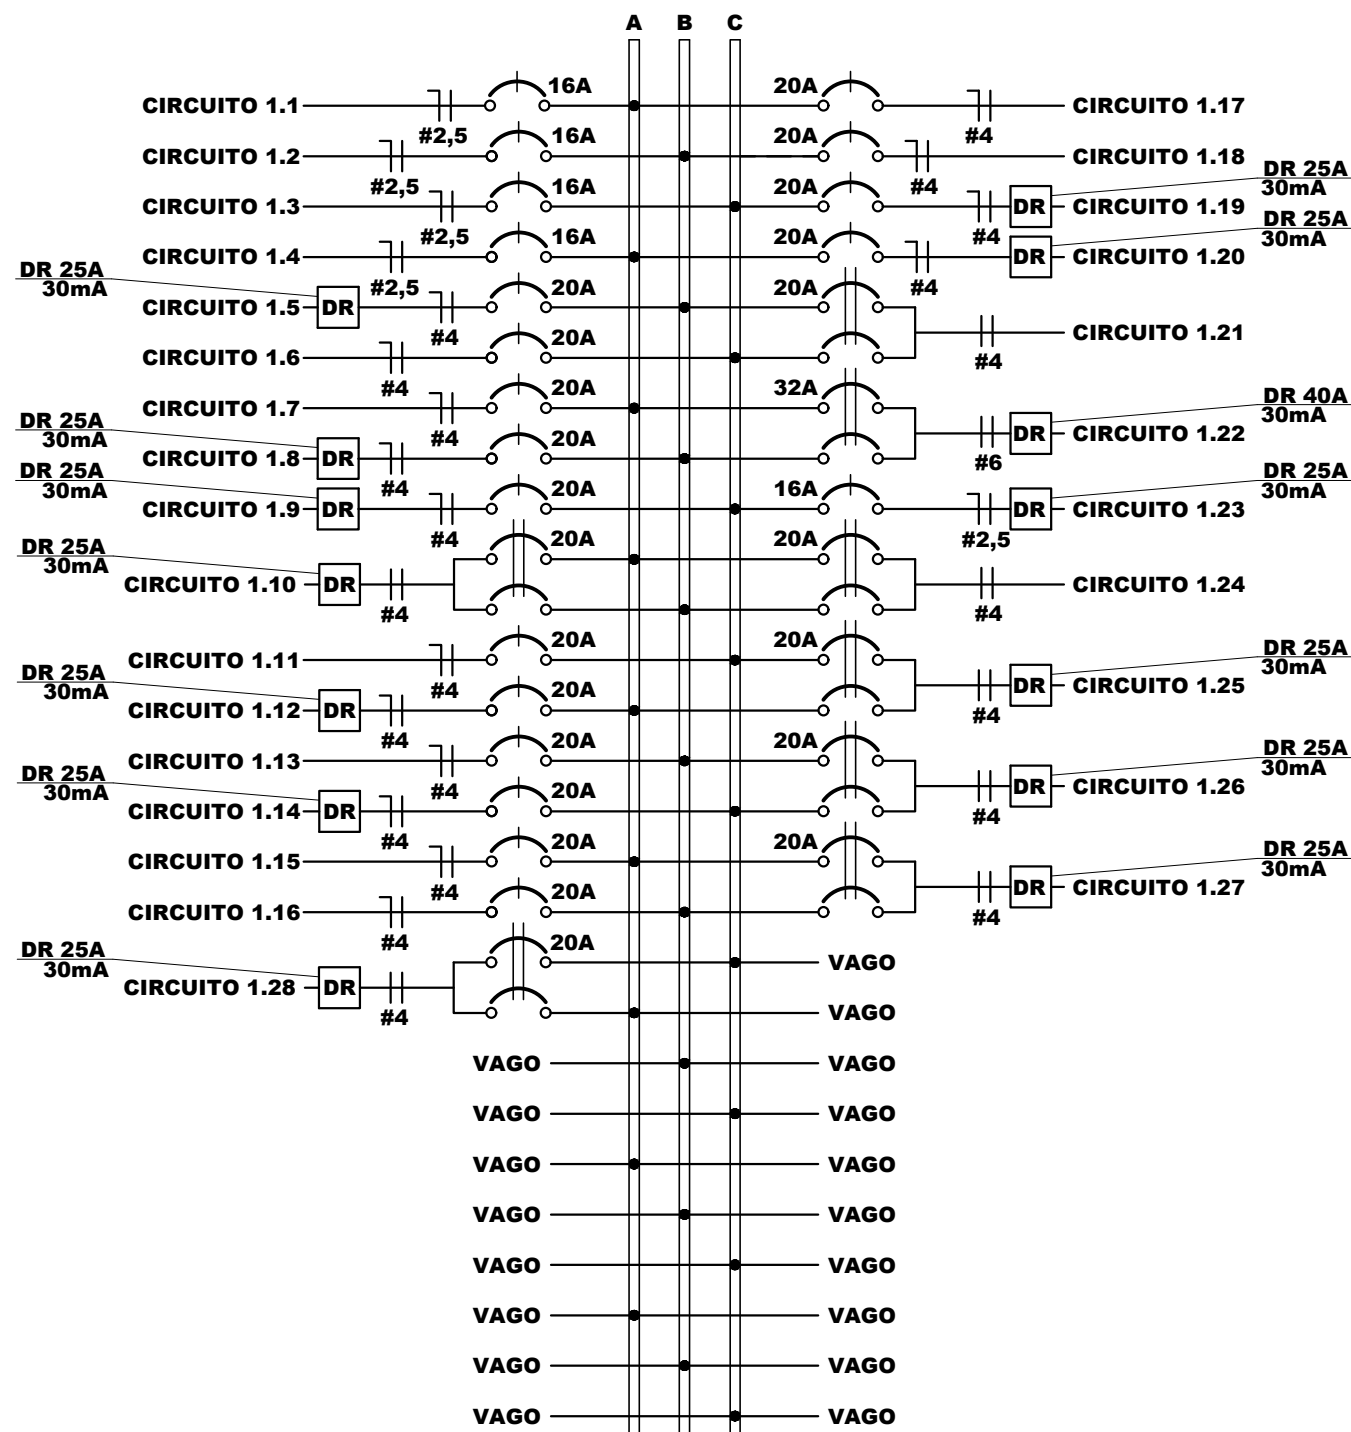 A B C
CIRCUITO 1.1 #2,5 16A 20A #4 CIRCUITO 1.17
CIRCUITO 1.2 #2,5 16A 20A #4 CIRCUITO 1.18
DR 25A
30mA
CIRCUITO 1.3 #2,5 16A 20A #4 DR CIRCUITO 1.19
DR 25A
30mA
CIRCUITO 1.4 #2,5 16A 20A #4 DR CIRCUITO 1.20
DR 25A
30mA
CIRCUITO 1.5 DR #4 20A 20A #4 CIRCUITO 1.21
CIRCUITO 1.6 #4 20A
CIRCUITO 1.7 #4 20A 32A #6 DR CIRCUITO 1.22
DR 40A
30mA
DR 25A
30mA
CIRCUITO 1.8 DR #4 20A
DR 25A
30mA
CIRCUITO 1.9 DR #4 20A 16A #2,5 DR CIRCUITO 1.23
DR 25A
30mA
DR 25A
30mA
CIRCUITO 1.10 DR #4 20A 20A #4 CIRCUITO 1.24
CIRCUITO 1.11 #4 20A 20A #4 DR CIRCUITO 1.25
DR 25A
30mA
DR 25A
30mA
CIRCUITO 1.12 DR #4 20A
CIRCUITO 1.13 #4 20A 20A #4 DR CIRCUITO 1.26
DR 25A
30mA
DR 25A
30mA
CIRCUITO 1.14 DR #4 20A
CIRCUITO 1.15 #4 20A 20A #4 DR CIRCUITO 1.27
DR 25A
30mA
CIRCUITO 1.16 #4 20A
DR 25A
30mA
CIRCUITO 1.28 DR #4 20A VAGO
VAGO
VAGO VAGO
VAGO VAGO
VAGO VAGO
VAGO VAGO
VAGO VAGO
VAGO VAGO
VAGO VAGO
VAGO VAGO